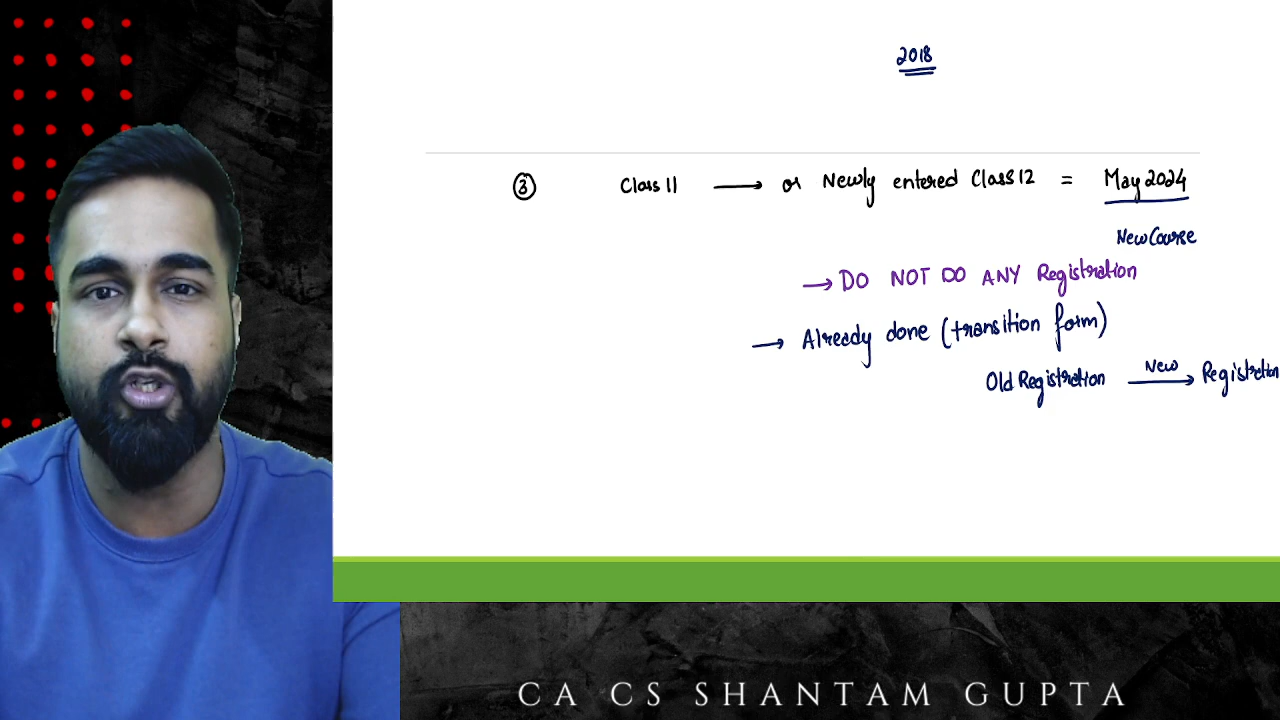 2018
③ Class 11 → or Newly entered Class 12 = May 2024
New Course
→ DO NOT DO ANY Registration
→ Already done (transition form)
Old Registration New → Registration
CA CS SHANTAM GUPTA